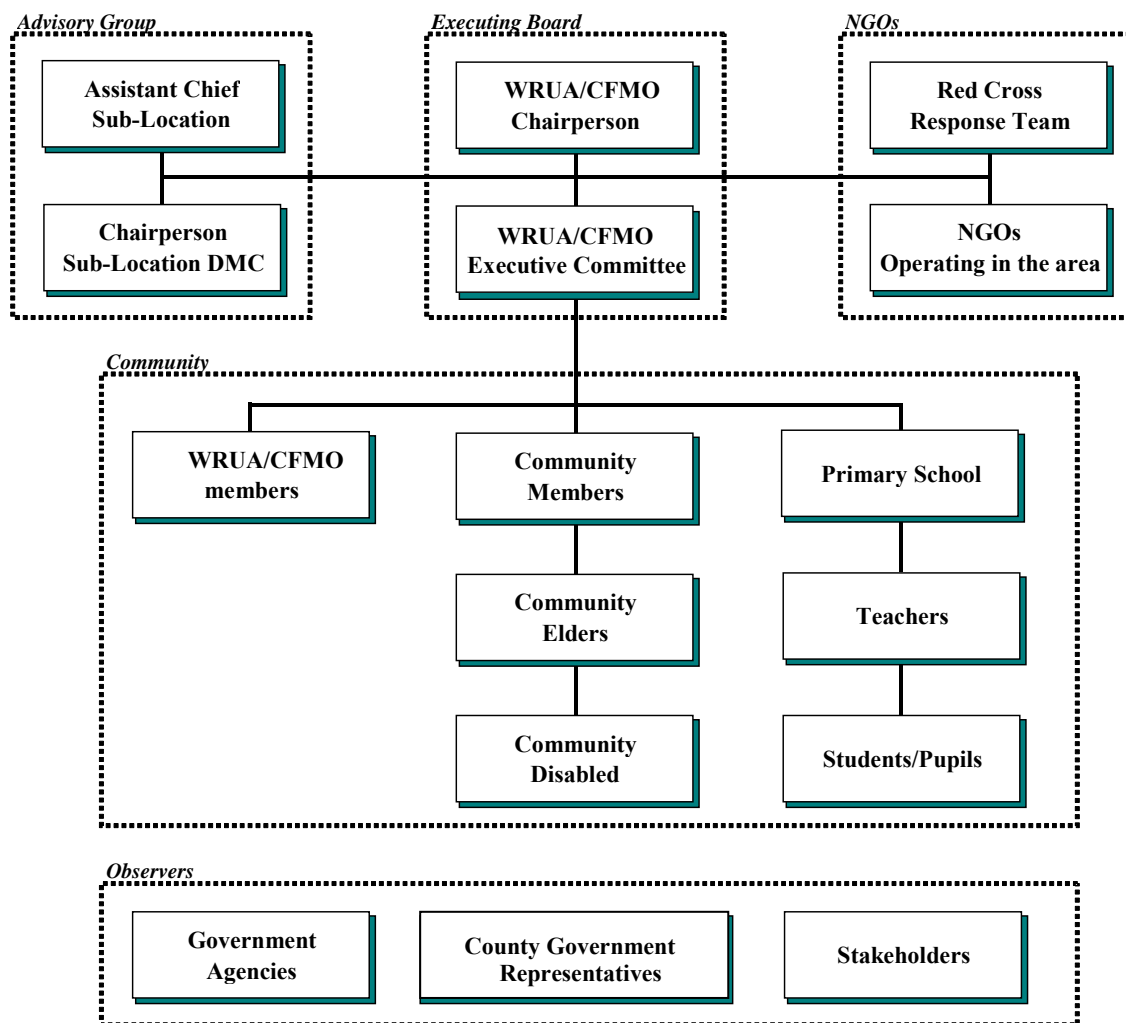 Advisory Group
Executing Board
NGOs
Assistant Chief
Sub-Location
WRUA/CFMO
Chairperson
Red Cross
Response Team
Chairperson
Sub-Location DMC
WRUA/CFMO
Executive Committee
NGOs
Operating in the area
Community
WRUA/CFMO
members
Community
Members
Primary School
Community
Elders
Teachers
Community
Disabled
Students/Pupils
Observers
Government
Agencies
County Government
Representatives
Stakeholders